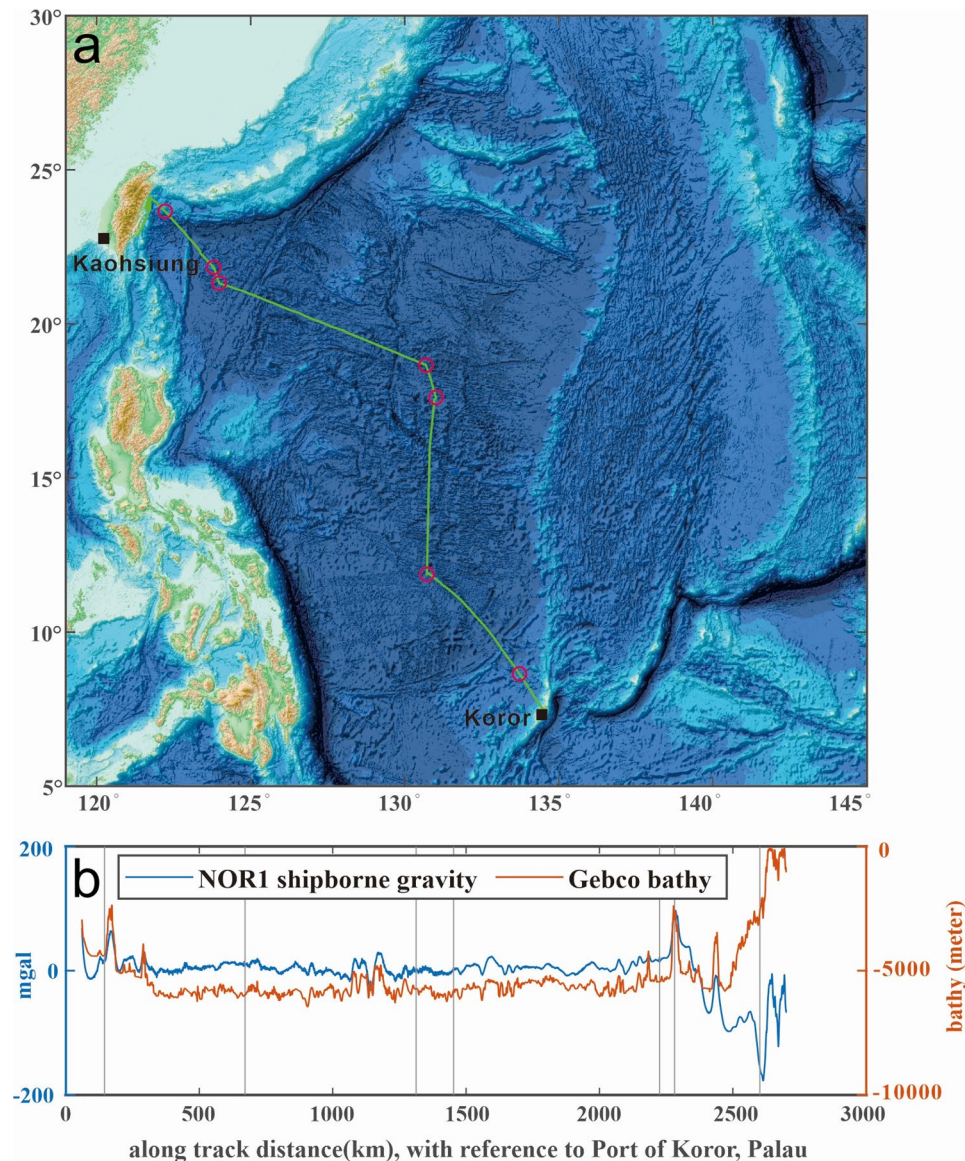 a
30°
25°
20°
15°
10°
5°
Kaohsiung
Koror
120° 125° 130° 135° 140° 145°
b
NOR1 shipborne gravity Gebco bathy
200
0
-200
mgal
0
-5000
-10000
bathy (meter)
0 500 1000 1500 2000 2500 3000
along track distance(km), with reference to Port of Koror, Palau